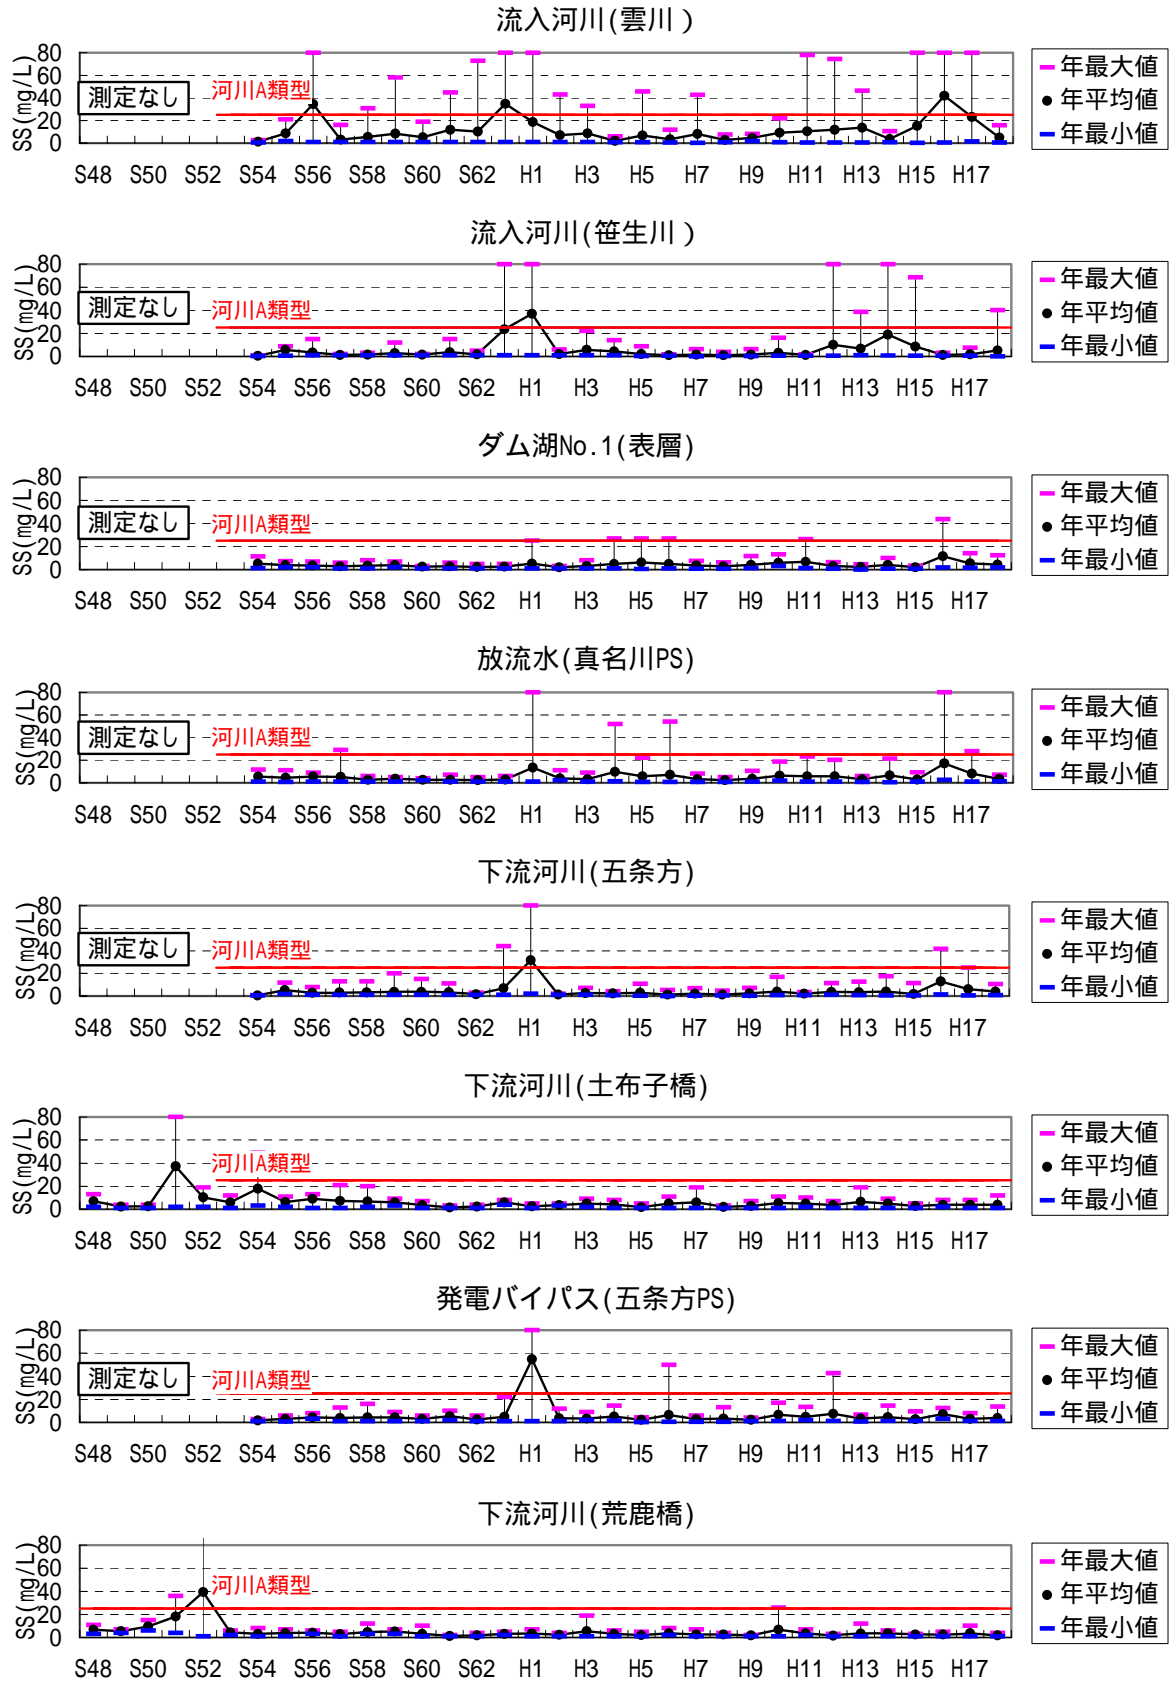 流入河川(雲川)
SS(mg/L)
80
60
40
20
0
測定なし
河川A類型
年最大値
年平均値
年最小値
S48 S50 S52 S54 S56 S58 S60 S62 H1 H3 H5 H7 H9 H11 H13 H15 H17
流入河川(笹生川)
SS(mg/L)
80
60
40
20
0
測定なし
河川A類型
年最大値
年平均値
年最小値
S48 S50 S52 S54 S56 S58 S60 S62 H1 H3 H5 H7 H9 H11 H13 H15 H17
ダム湖No.1(表層)
SS(mg/L)
80
60
40
20
0
測定なし
河川A類型
年最大値
年平均値
年最小値
S48 S50 S52 S54 S56 S58 S60 S62 H1 H3 H5 H7 H9 H11 H13 H15 H17
放流水(真名川PS)
SS(mg/L)
80
60
40
20
0
測定なし
河川A類型
年最大値
年平均値
年最小値
S48 S50 S52 S54 S56 S58 S60 S62 H1 H3 H5 H7 H9 H11 H13 H15 H17
下流河川(五条方)
SS(mg/L)
80
60
40
20
0
測定なし
河川A類型
年最大値
年平均値
年最小値
S48 S50 S52 S54 S56 S58 S60 S62 H1 H3 H5 H7 H9 H11 H13 H15 H17
下流河川(土布子橋)
SS(mg/L)
80
60
40
20
0
河川A類型
年最大値
年平均値
年最小値
S48 S50 S52 S54 S56 S58 S60 S62 H1 H3 H5 H7 H9 H11 H13 H15 H17
発電バイパス(五条方PS)
SS(mg/L)
80
60
40
20
0
測定なし
河川A類型
年最大値
年平均値
年最小値
S48 S50 S52 S54 S56 S58 S60 S62 H1 H3 H5 H7 H9 H11 H13 H15 H17
下流河川(荒鹿橋)
SS(mg/L)
80
60
40
20
0
河川A類型
年最大値
年平均値
年最小値
S48 S50 S52 S54 S56 S58 S60 S62 H1 H3 H5 H7 H9 H11 H13 H15 H17